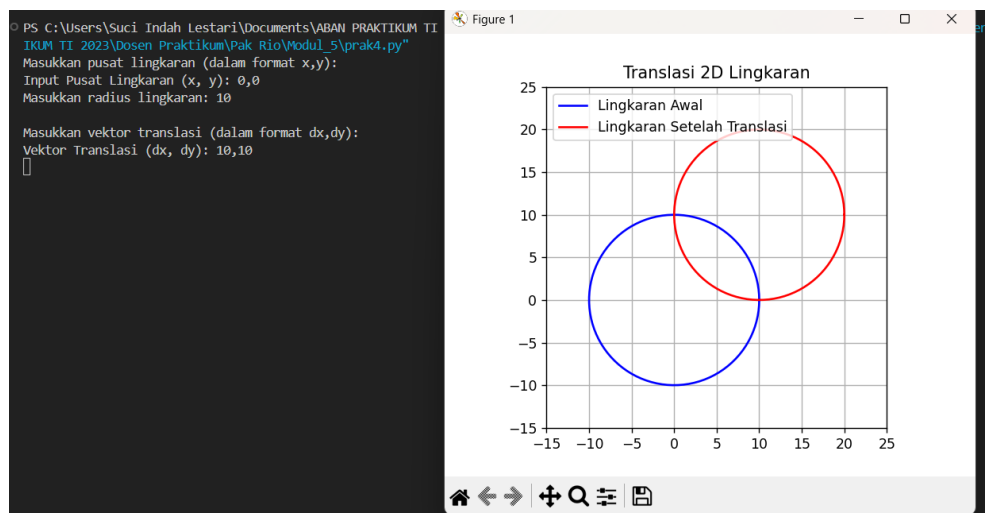 PS C:\Users\Suci Indah Lestari\Documents\ABAN PRAKTIKUM TI
IKUM TI 2023\Dosen Praktikum\Pak Rio\Modul_5\prak4.py"
Masukkan pusat lingkaran (dalam format x,y):
Input Pusat Lingkaran (x, y): 0,0
Masukkan radius lingkaran: 10
Masukkan vektor translasi (dalam format dx,dy):
Vektor Translasi (dx, dy): 10,10
Figure 1
Translasi 2D Lingkaran
Lingkaran Awal
Lingkaran Setelah Translasi
25
20
15
10
5
0
−5
−10
−15
−15 −10 −5 0 5 10 15 20 25